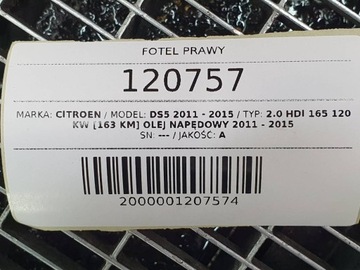 FOTEL PRAWY
120757
MARKA: CITROEN / MODEL: DS5 2011 - 2015 / TYP: 2.0 HDI 165 120
KW [163 KM] OLEJ NAPĘDOWY 2011 - 2015
SN: --- / JAKOŚĆ: A
2000001207574